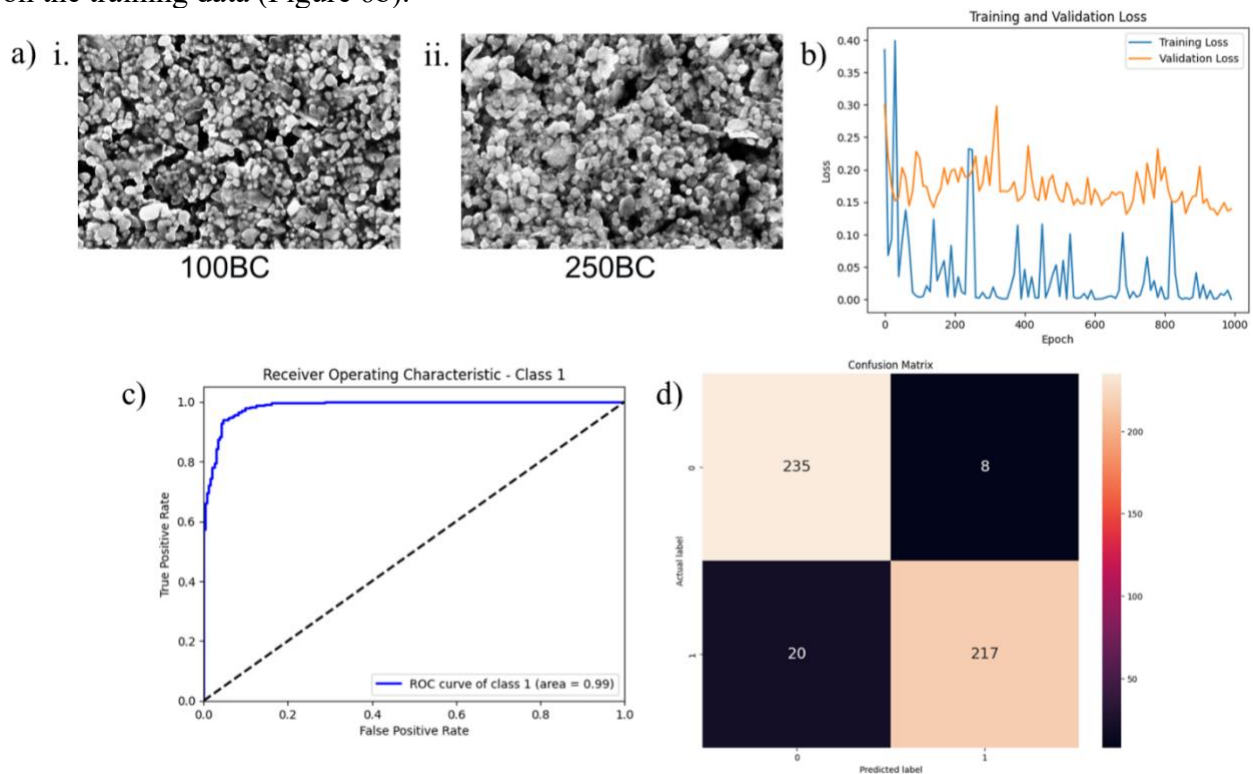 on the training data (Figure 6b).
a) i.
ii.
100BC
250BC
b)
Training and Validation Loss
Training Loss
Validation Loss
0.40
0.35
0.30
0.25
0.20
0.15
0.10
0.05
0.00
Loss
0 200 400 600 800 1000
Epoch
c)
Receiver Operating Characteristic - Class 1
1.0
0.8
0.6
0.4
0.2
0.0
True Positive Rate
ROC curve of class 1 (area = 0.99)
0.0 0.2 0.4 0.6 0.8 1.0
False Positive Rate
d)
Confusion Matrix
Actual label
0
1
235 8
20 217
0 1
Predicted label
200
150
100
50